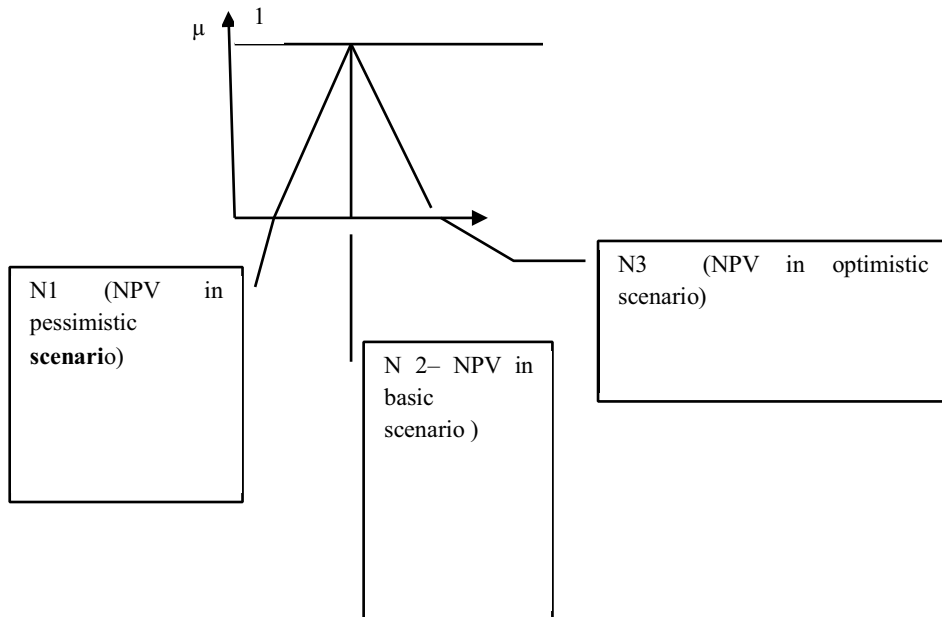 μ 1
N1 (NPV in
pessimistic
scenario)
N 2– NPV in
basic
scenario )
N3 (NPV in optimistic
scenario)